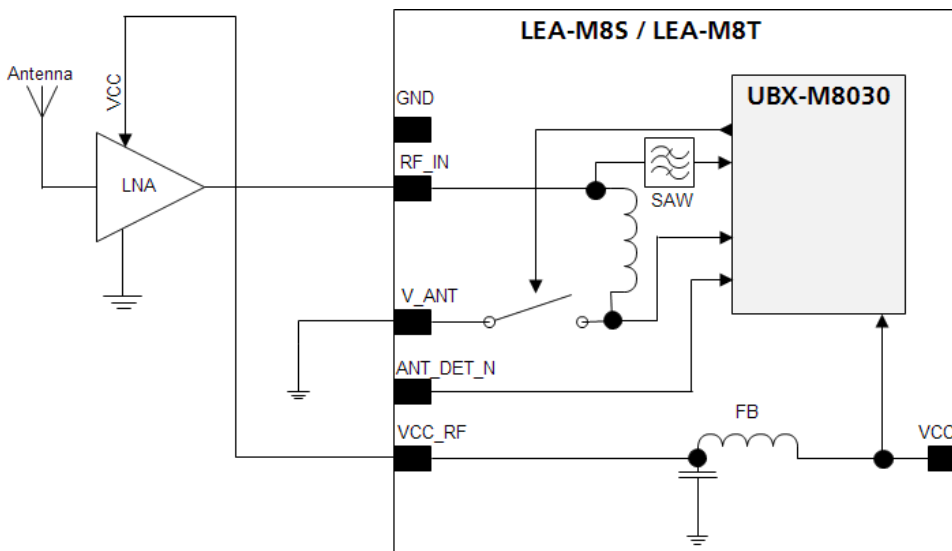 LEA-M8S / LEA-M8T
Antenna
VCC
GND
UBX-M8030
RF_IN
LNA
SAW
V_ANT
ANT_DET_N
VCC_RF
FB
VCC